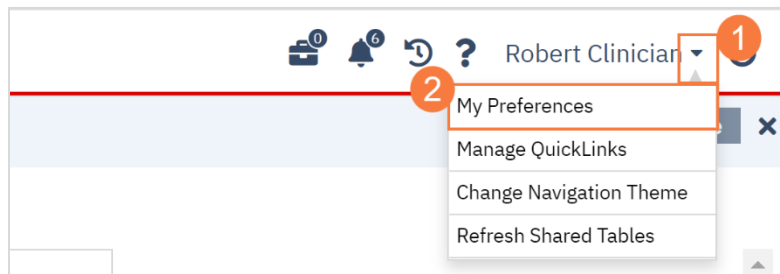 0
6
? Robert Clinician
1
2
My Preferences
Manage QuickLinks
Change Navigation Theme
Refresh Shared Tables